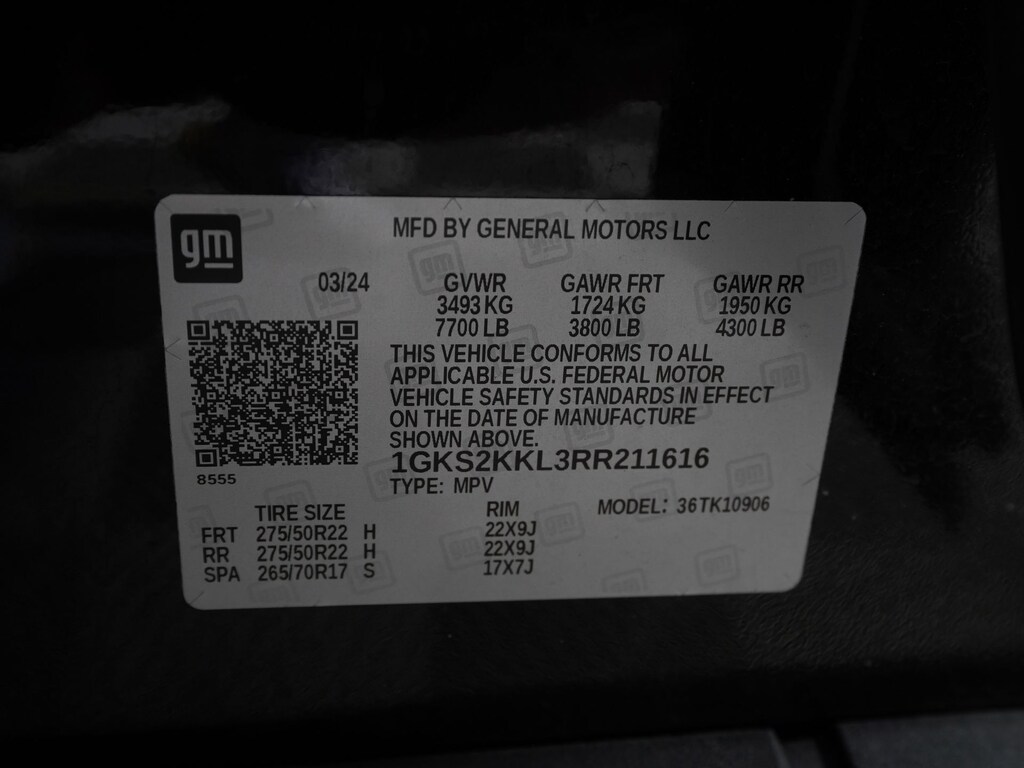 gm
MFD BY GENERAL MOTORS LLC
03/24 GVWR GAWR FRT GAWR RR
3493 KG 1724 KG 1950 KG
7700 LB 3800 LB 4300 LB
THIS VEHICLE CONFORMS TO ALL
APPLICABLE U.S. FEDERAL MOTOR
VEHICLE SAFETY STANDARDS IN EFFECT
ON THE DATE OF MANUFACTURE
SHOWN ABOVE.
1GKS2KKL3RR211616
8555
TYPE: MPV
TIRE SIZE RIM MODEL: 36TK10906
FRT 275/50R22 H 22X9J
RR 275/50R22 H 22X9J
SPA 265/70R17 S 17X7J